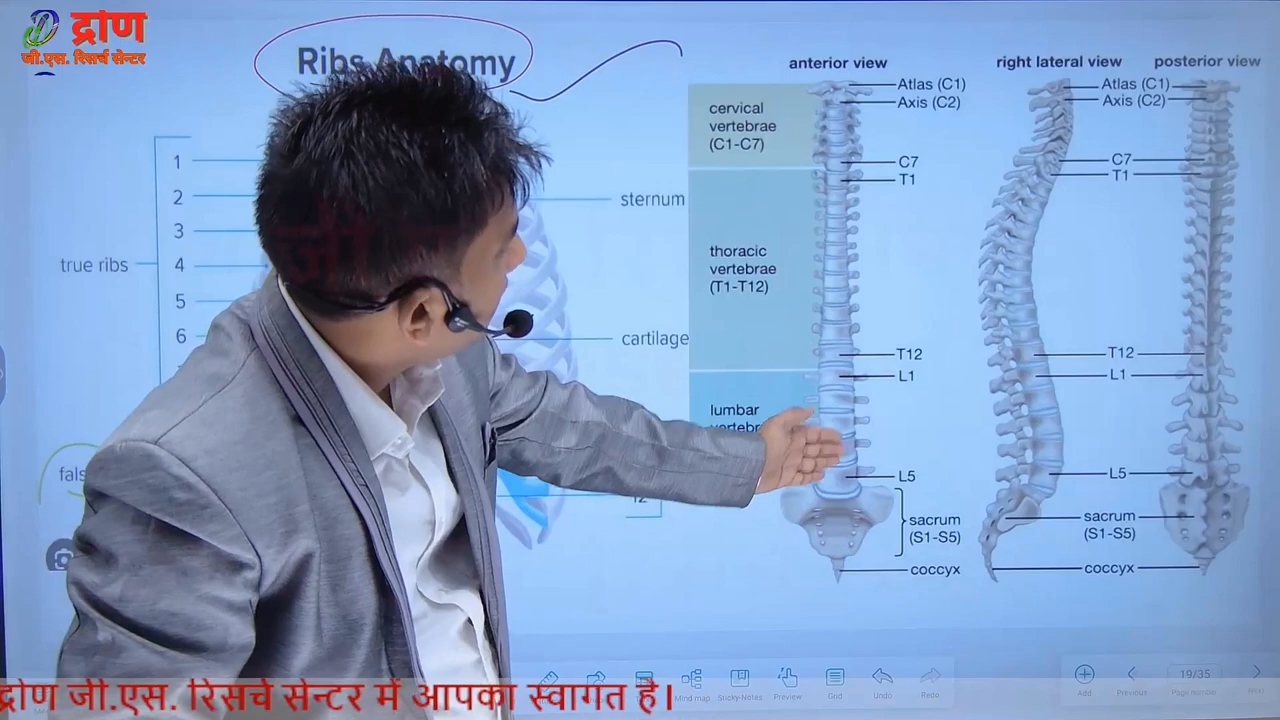 द्रोण
जी.एस. रिसर्च सेन्टर
Ribs Anatomy
true ribs
1
2
3
4
5
6
sternum
cartilage
12
anterior view
right lateral view
posterior view
cervical
vertebrae
(C1-C7)
thoracic
vertebrae
(T1-T12)
lumbar
Atlas (C1)
Axis (C2)
C7
T1
T12
L1
L5
sacrum
(S1-S5)
coccyx
Atlas (C1)
Axis (C2)
C7
T1
T12
L1
L5
sacrum
(S1-S5)
coccyx
Mind-map
Sticky-Notes
Preview
Grid
Undo
Redo
Add
Previous
19/35
Page number
द्रोण जी.एस. रिसर्च सेन्टर में आपका स्वागत है।